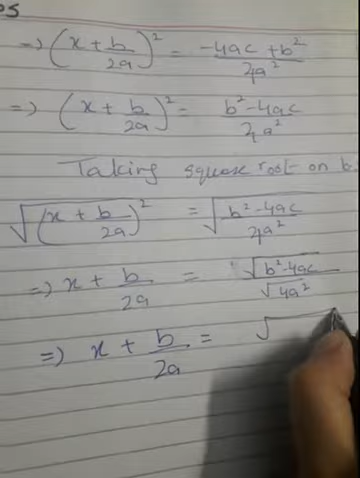 => (x + b/2a)² = -4ac + b²/4a²
=> (x + b/2a)² = b² - 4ac/4a²
Taking square root on b
√(x + b/2a)² = √b² - 4ac/4a²
=> x + b/2a = √b² - 4ac/√4a²
=> x + b/2a = √